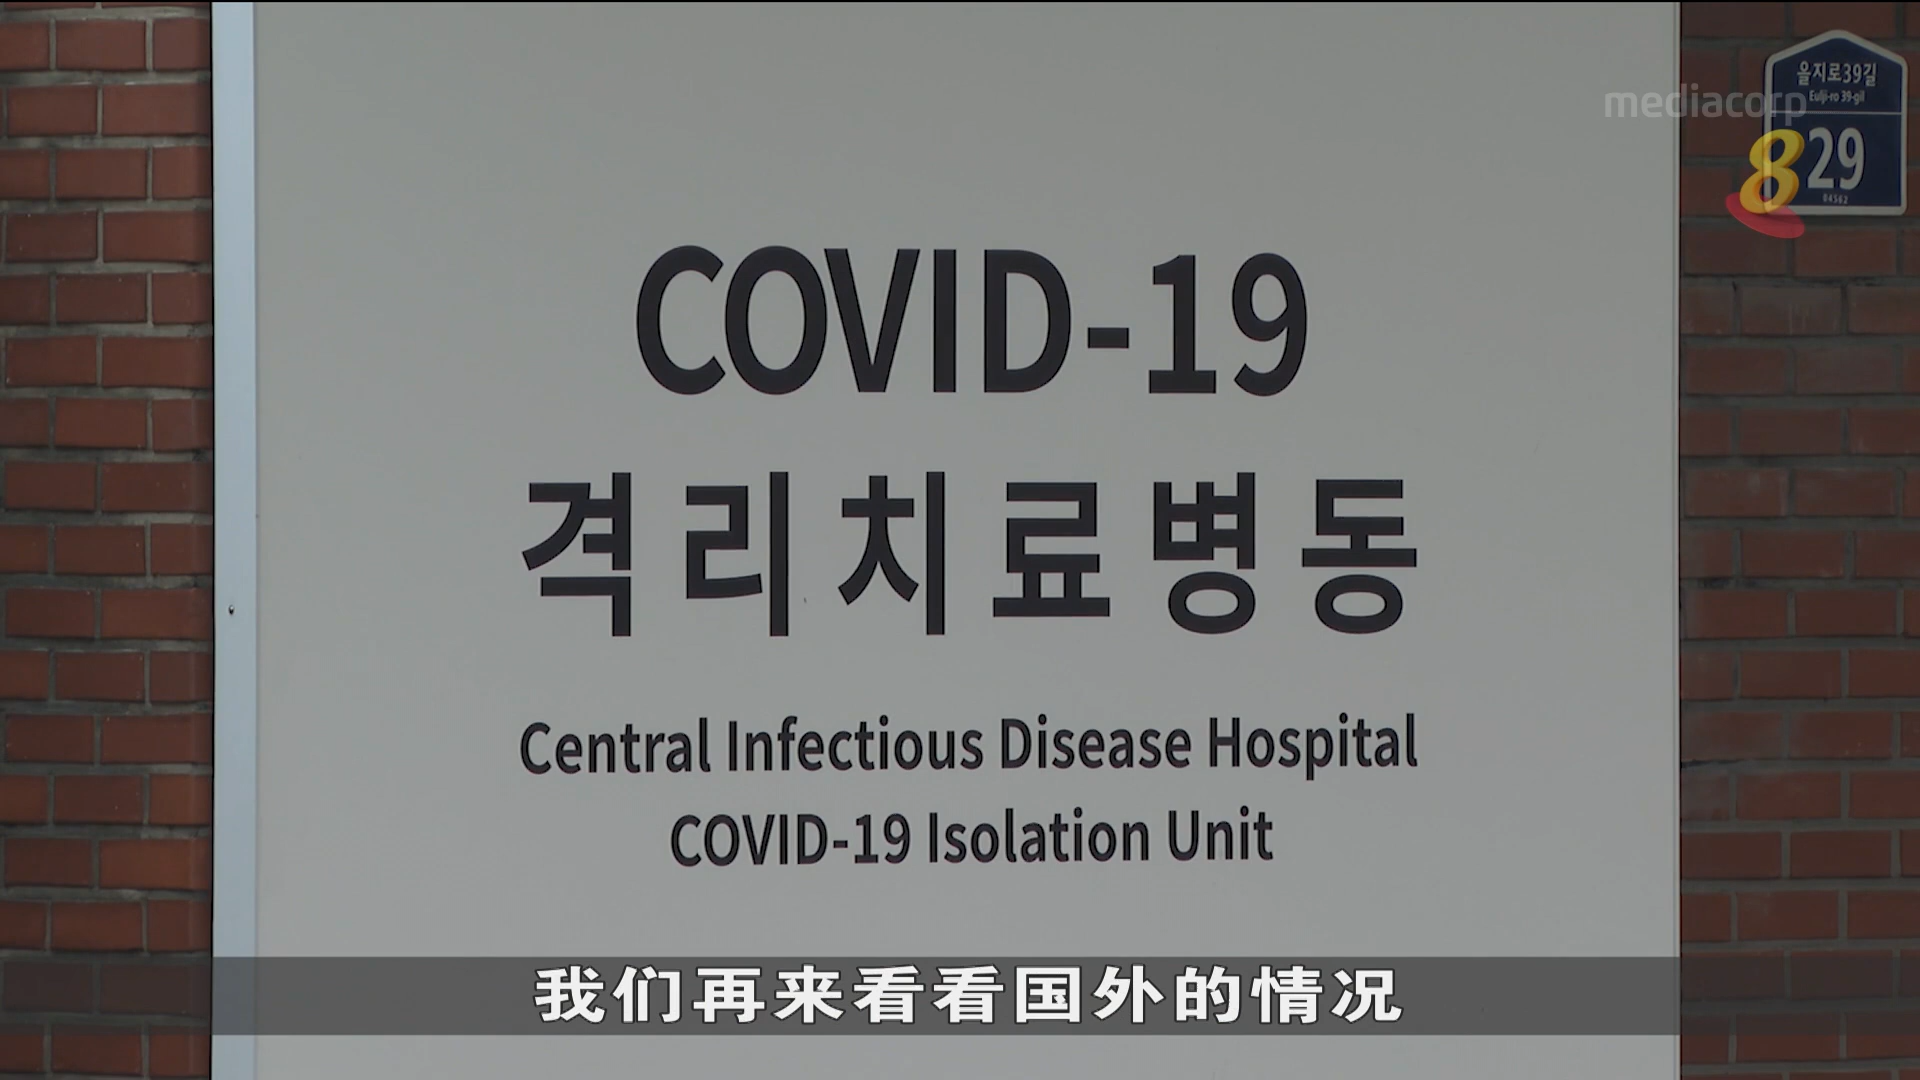 을지로39길
Eulji-ro 39-gil
mediacorp
8
29
04562
COVID-19
격리치료병동
Central Infectious Disease Hospital
COVID-19 Isolation Unit
我们再来看看国外的情况